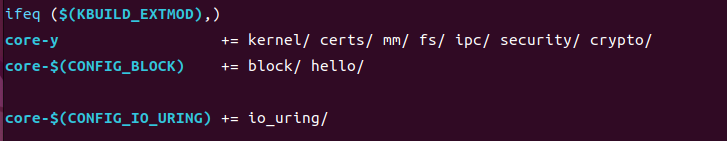 ifeq ($(KBUILD_EXTMOD),)
core-y += kernel/ certs/ mm/ fs/ ipc/ security/ crypto/
core-$(CONFIG_BLOCK) += block/ hello/
core-$(CONFIG_IO_URING) += io_uring/